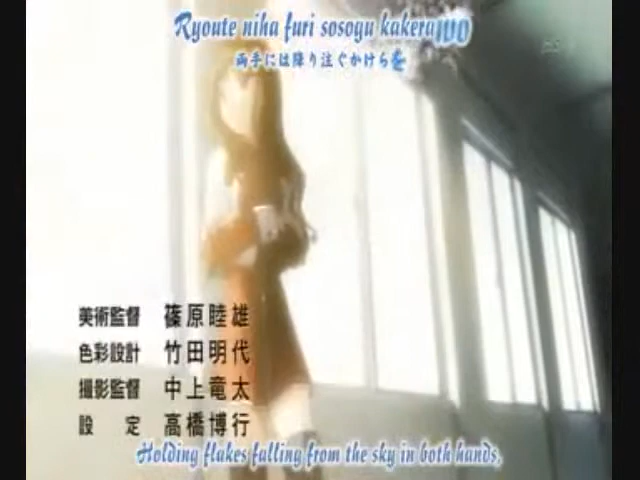 Ryoute niha furi sosogu kakera wo
両手には降り注ぐかけらを
美術監督 篠原睦雄
色彩設計 竹田明代
撮影監督 中上竜太
設定 高橋博行
Holding flakes falling from the sky in both hands,